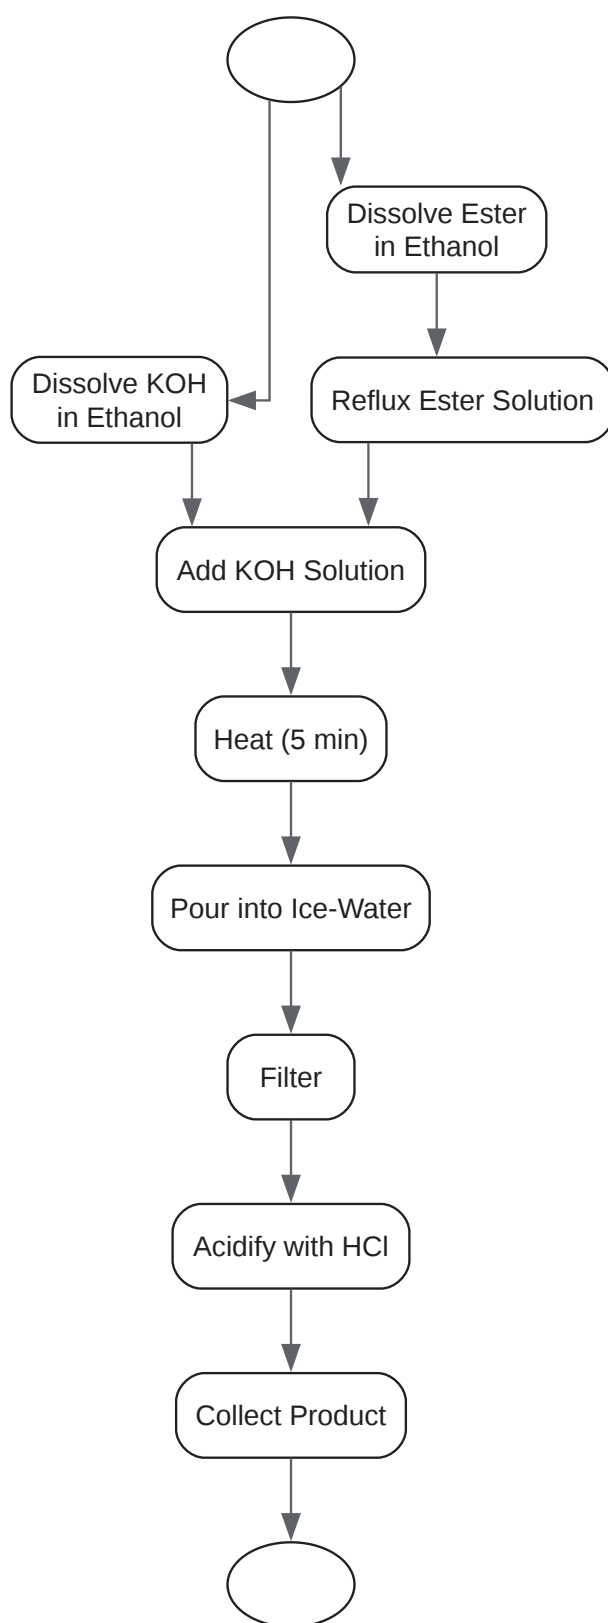 Dissolve Ester
in Ethanol
Dissolve KOH
in Ethanol
Reflux Ester Solution
Add KOH Solution
Heat (5 min)
Pour into Ice-Water
Filter
Acidify with HCl
Collect Product